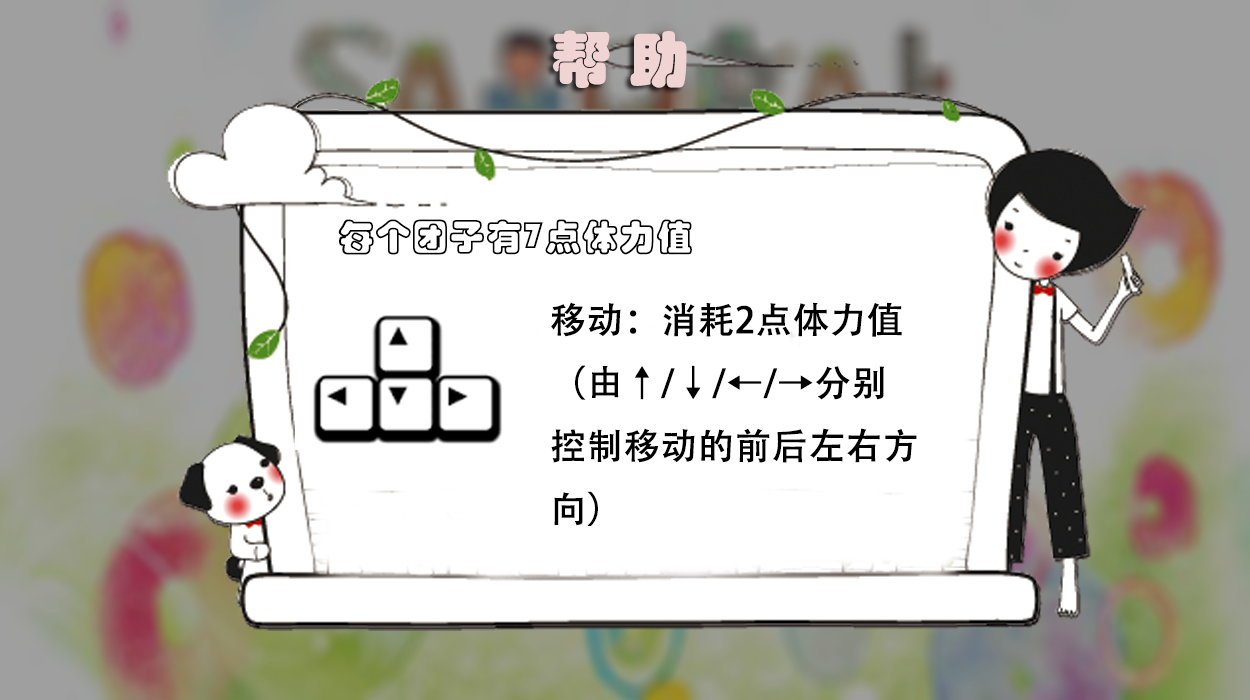 帮助
每个团子有7点体力值
移动：消耗2点体力值
（由↑/↓/←/→分别
控制移动的前后左右方
向）